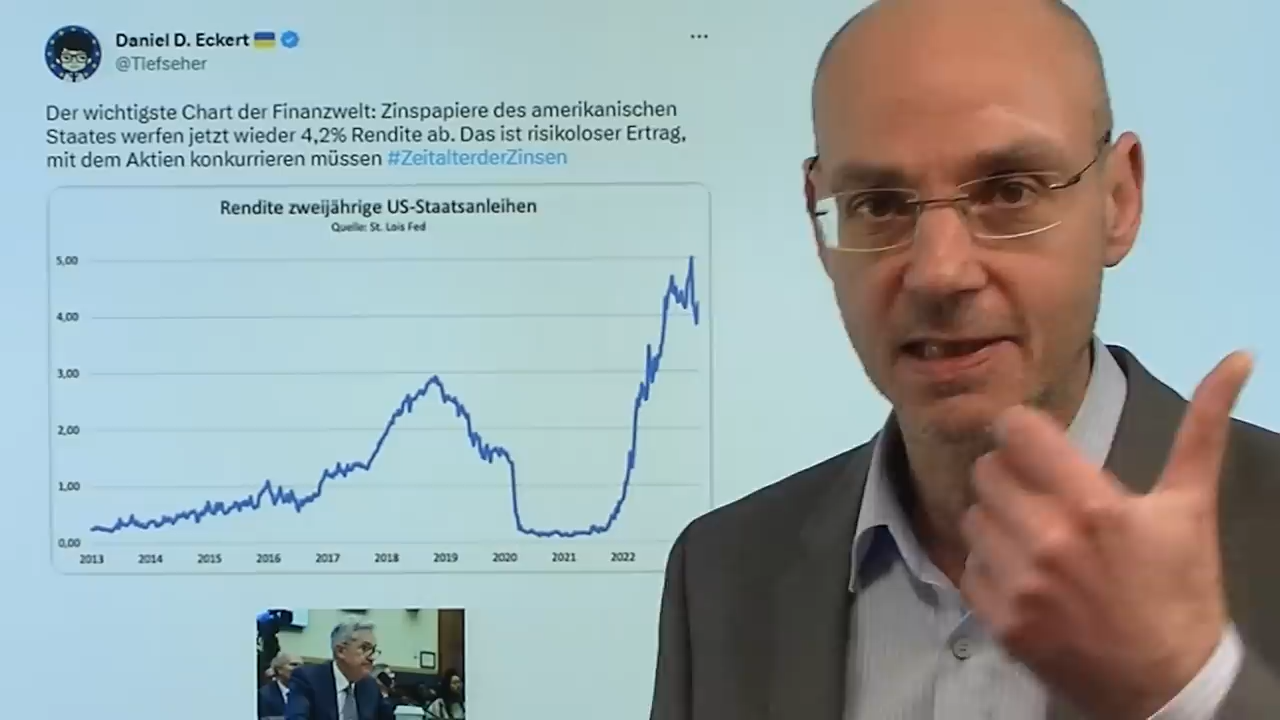 Daniel D. Eckert
@Tiefseher
Der wichtigste Chart der Finanzwelt: Zinspapiere des amerikanischen
Staates werfen jetzt wieder 4,2% Rendite ab. Das ist risikoloser Ertrag,
mit dem Aktien konkurrieren müssen #ZeitalterderZinsen
Rendite zweijährige US-Staatsanleihen
Quelle: St. Lois Fed
5,00
4,00
3,00
2,00
1,00
0,00
2013 2014 2015 2016 2017 2018 2019 2020 2021 2022